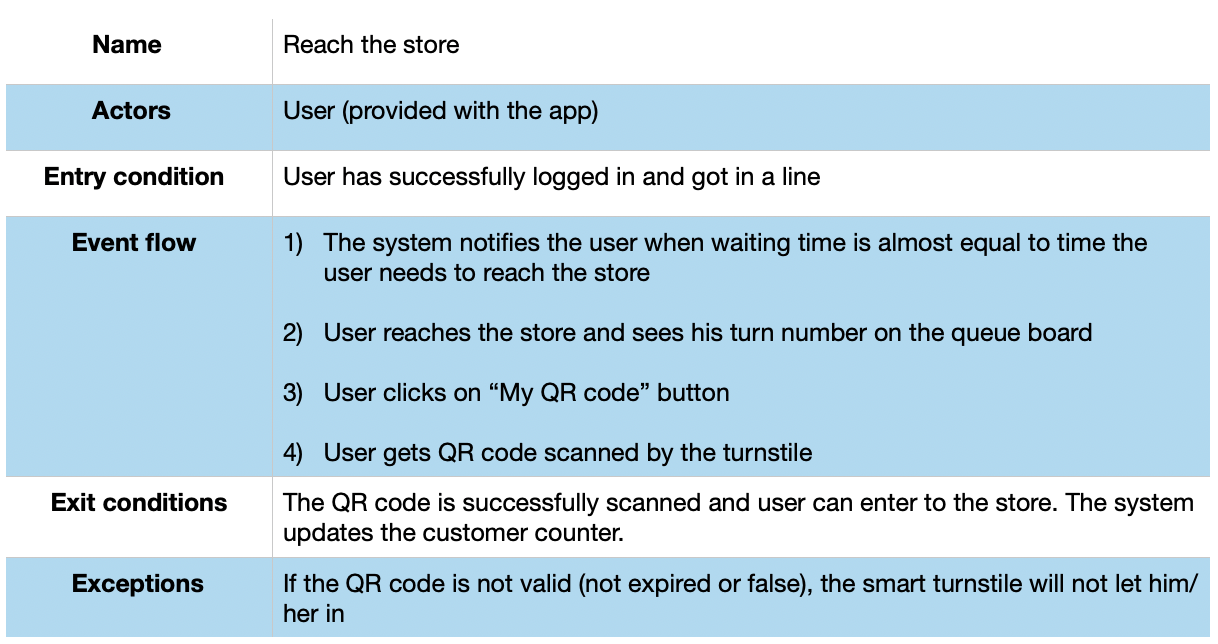 Name
Reach the store
Actors
User (provided with the app)
Entry condition
User has successfully logged in and got in a line
Event flow
1) The system notifies the user when waiting time is almost equal to time the
user needs to reach the store
2) User reaches the store and sees his turn number on the queue board
3) User clicks on “My QR code” button
4) User gets QR code scanned by the turnstile
Exit conditions
The QR code is successfully scanned and user can enter to the store. The system
updates the customer counter.
Exceptions
If the QR code is not valid (not expired or false), the smart turnstile will not let him/
her in